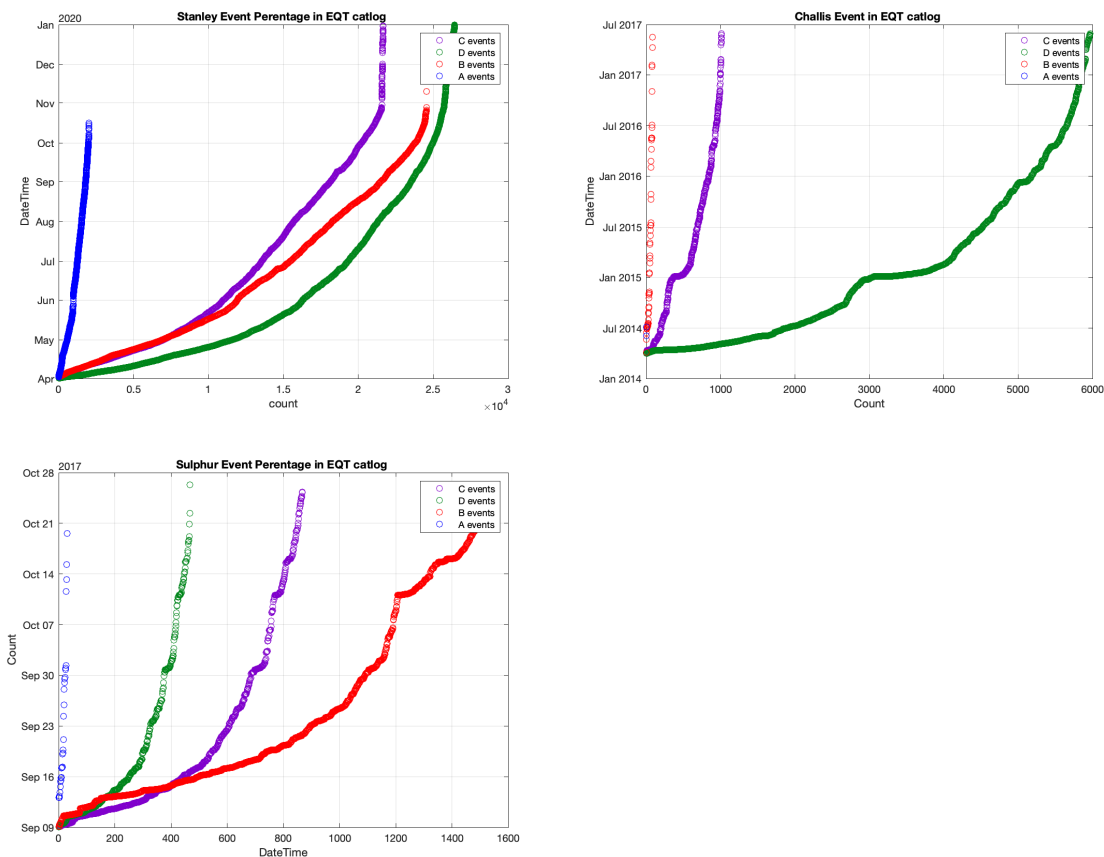 Stanley Event Perentage in EQT catlog
2020
Jan
Dec
Nov
Oct
Sep
Aug
Jul
Jun
May
Apr
DateTime
0
0.5
1
1.5
2
2.5
3
×10⁴
count
C events
D events
B events
A events
Challis Event in EQT catlog
Jul 2017
Jan 2017
Jul 2016
Jan 2016
Jul 2015
Jan 2015
Jul 2014
Jan 2014
DateTime
0
1000
2000
3000
4000
5000
6000
Count
C events
D events
B events
A events
Sulphur Event Perentage in EQT catlog
2017
Oct 28
Oct 21
Oct 14
Oct 07
Sep 30
Sep 23
Sep 16
Sep 09
Count
0
200
400
600
800
1000
1200
1400
1600
DateTime
C events
D events
B events
A events